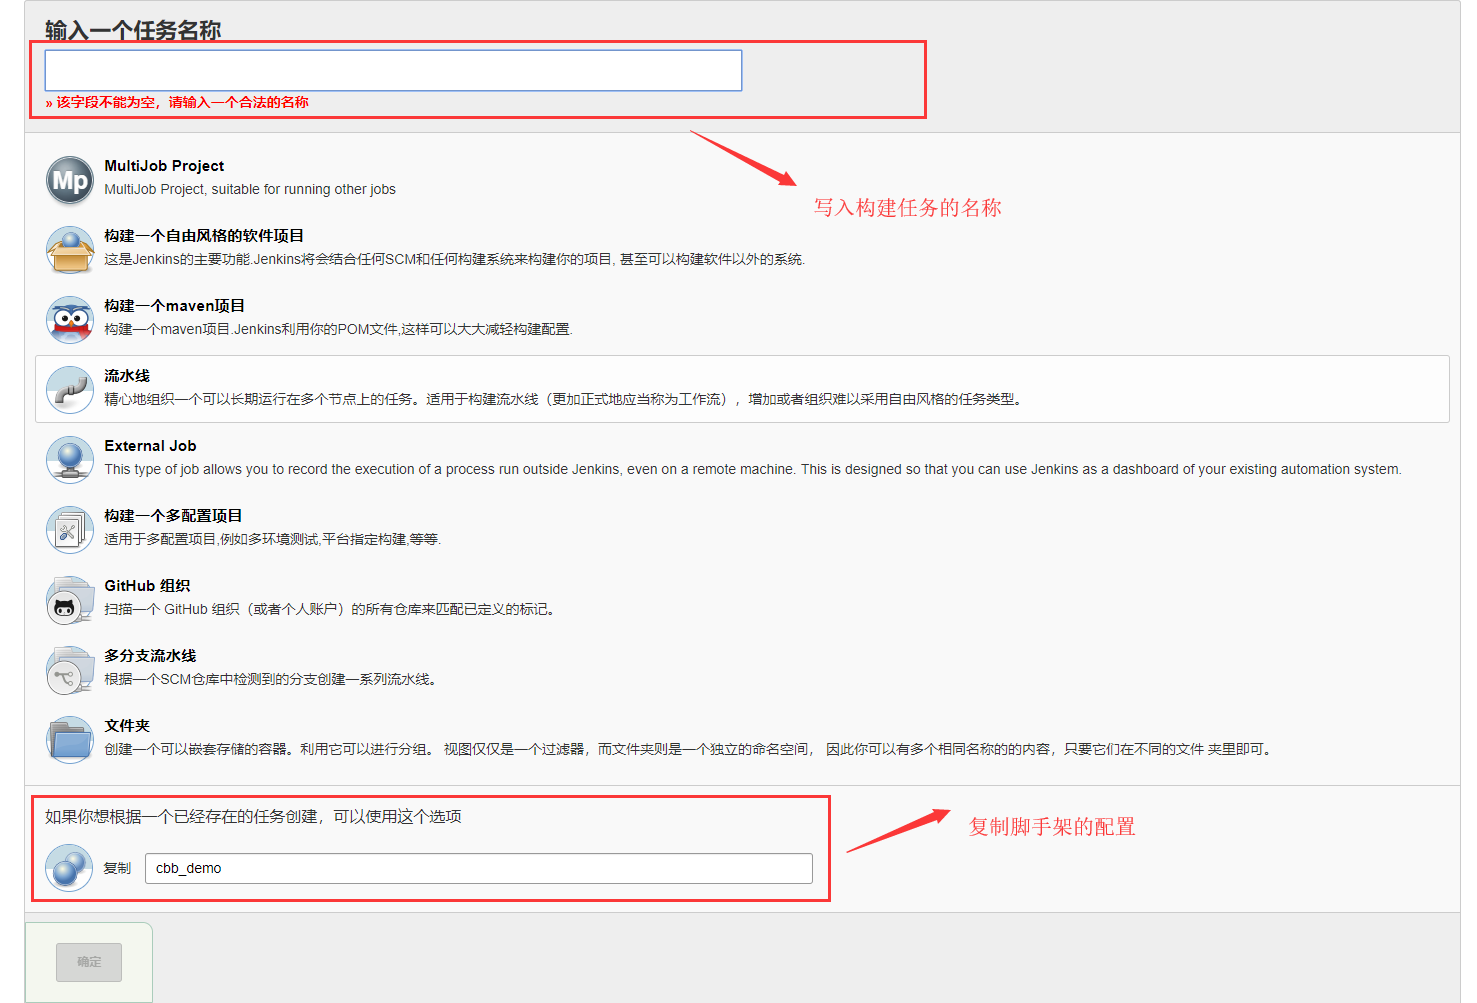 输入一个任务名称
» 该字段不能为空，请输入一个合法的名称
写入构建任务的名称
Mp
MultiJob Project
MultiJob Project, suitable for running other jobs
构建一个自由风格的软件项目
这是Jenkins的主要功能.Jenkins将会结合任何SCM和任何构建系统来构建你的项目, 甚至可以构建软件以外的系统.
构建一个maven项目
构建一个maven项目.Jenkins利用你的POM文件,这样可以大大减轻构建配置.
流水线
精心地组织一个可以长期运行在多个节点上的任务。适用于构建流水线（更加正式地应当称为工作流），增加或者组织难以采用自由风格的任务类型。
External Job
This type of job allows you to record the execution of a process run outside Jenkins, even on a remote machine. This is designed so that you can use Jenkins as a dashboard of your existing automation system.
构建一个多配置项目
适用于多配置项目,例如多环境测试,平台指定构建,等等.
GitHub 组织
扫描一个 GitHub 组织（或者个人账户）的所有仓库来匹配已定义的标记。
多分支流水线
根据一个SCM仓库中检测到的分支创建一系列流水线。
文件夹
创建一个可以嵌套存储的容器。利用它可以进行分组。 视图仅仅是一个过滤器，而文件夹则是一个独立的命名空间， 因此你可以有多个相同名称的的内容，只要它们在不同的文件 夹里即可。
如果你想根据一个已经存在的任务创建，可以使用这个选项
复制脚手架的配置
复制 cbb_demo
确定